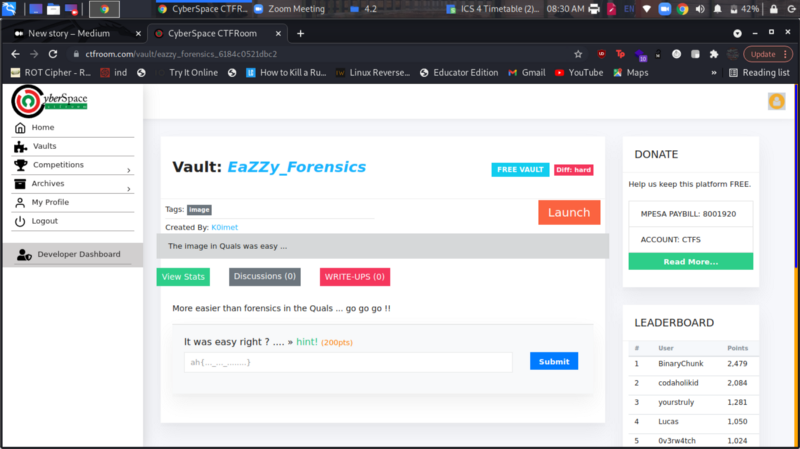 CyberSpace CTFRoom ... Zoom Meeting 4.2 ICS 4 Timetable (2)... 08:30 AM EN 42%
New story – Medium CyberSpace CTFRoom
ctfroom.com/vault/eazzy_forensics_6184c0521dbc2 Update
ROT Cipher - R... ind Try It Online How to Kill a Ru... Linux Reverse... Educator Edition Gmail YouTube Maps » Reading list
yberSpace
Home
Vaults
Competitions
Archives
My Profile
Logout
Developer Dashboard
Vault: EaZZy_Forensics
FREE VAULT Diff: hard
Tags: image
Launch
Created By: K0imet
The image in Quals was easy ...
View Stats Discussions (0) WRITE-UPS (0)
More easier than forensics in the Quals ... go go go !!
It was easy right ? .... » hint! (200pts)
ah{..._..._........}
Submit
DONATE
Help us keep this platform FREE.
MPESA PAYBILL: 8001920
ACCOUNT: CTFS
Read More...
LEADERBOARD
# User Points
1 BinaryChunk 2,479
2 codaholikid 2,084
3 yourstruly 1,281
4 Lucas 1,050
5 0v3rw4tch 1,024